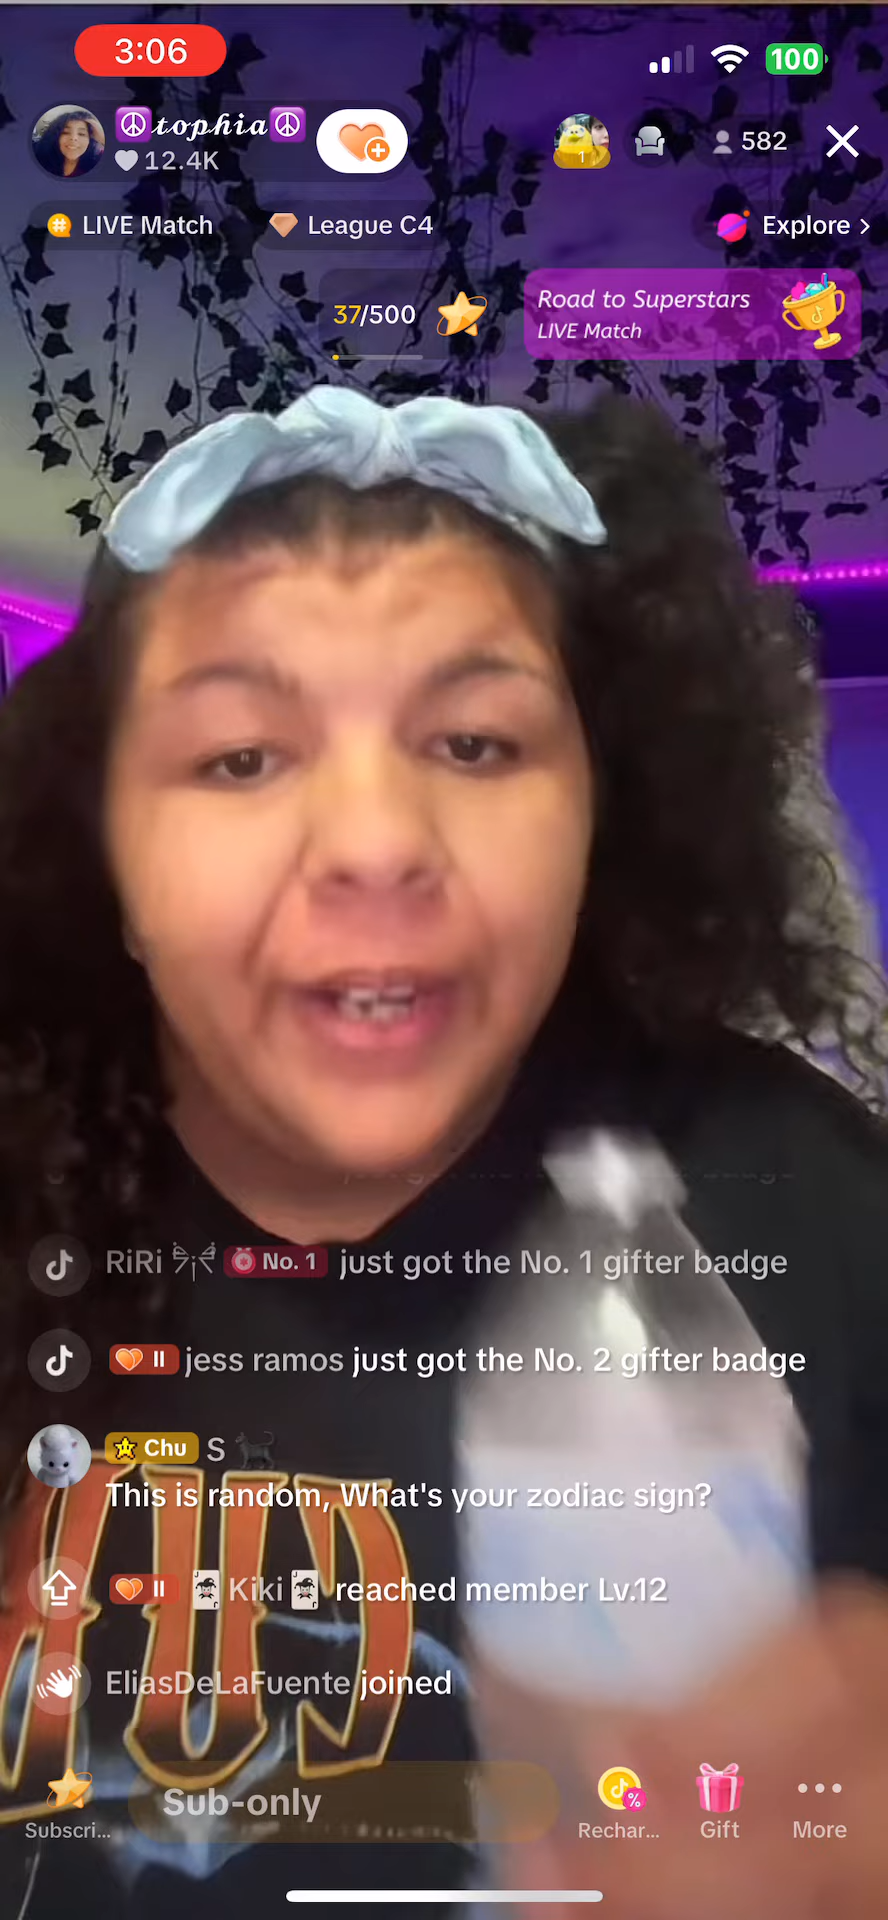 3:06
100
☮️𝓽𝓸𝓹𝓱𝓲𝓪☮️
12.4K
1
582
LIVE Match
League C4
Explore >
37/500
Road to Superstars
LIVE Match
RiRi No. 1 just got the No. 1 gifter badge
II jess ramos just got the No. 2 gifter badge
Chu S 🐈‍⬛
This is random, What's your zodiac sign?
II 🃏 Kiki 🃏 reached member Lv.12
EliasDeLaFuente joined
Sub-only
Subscri...
Rechar...
Gift
More